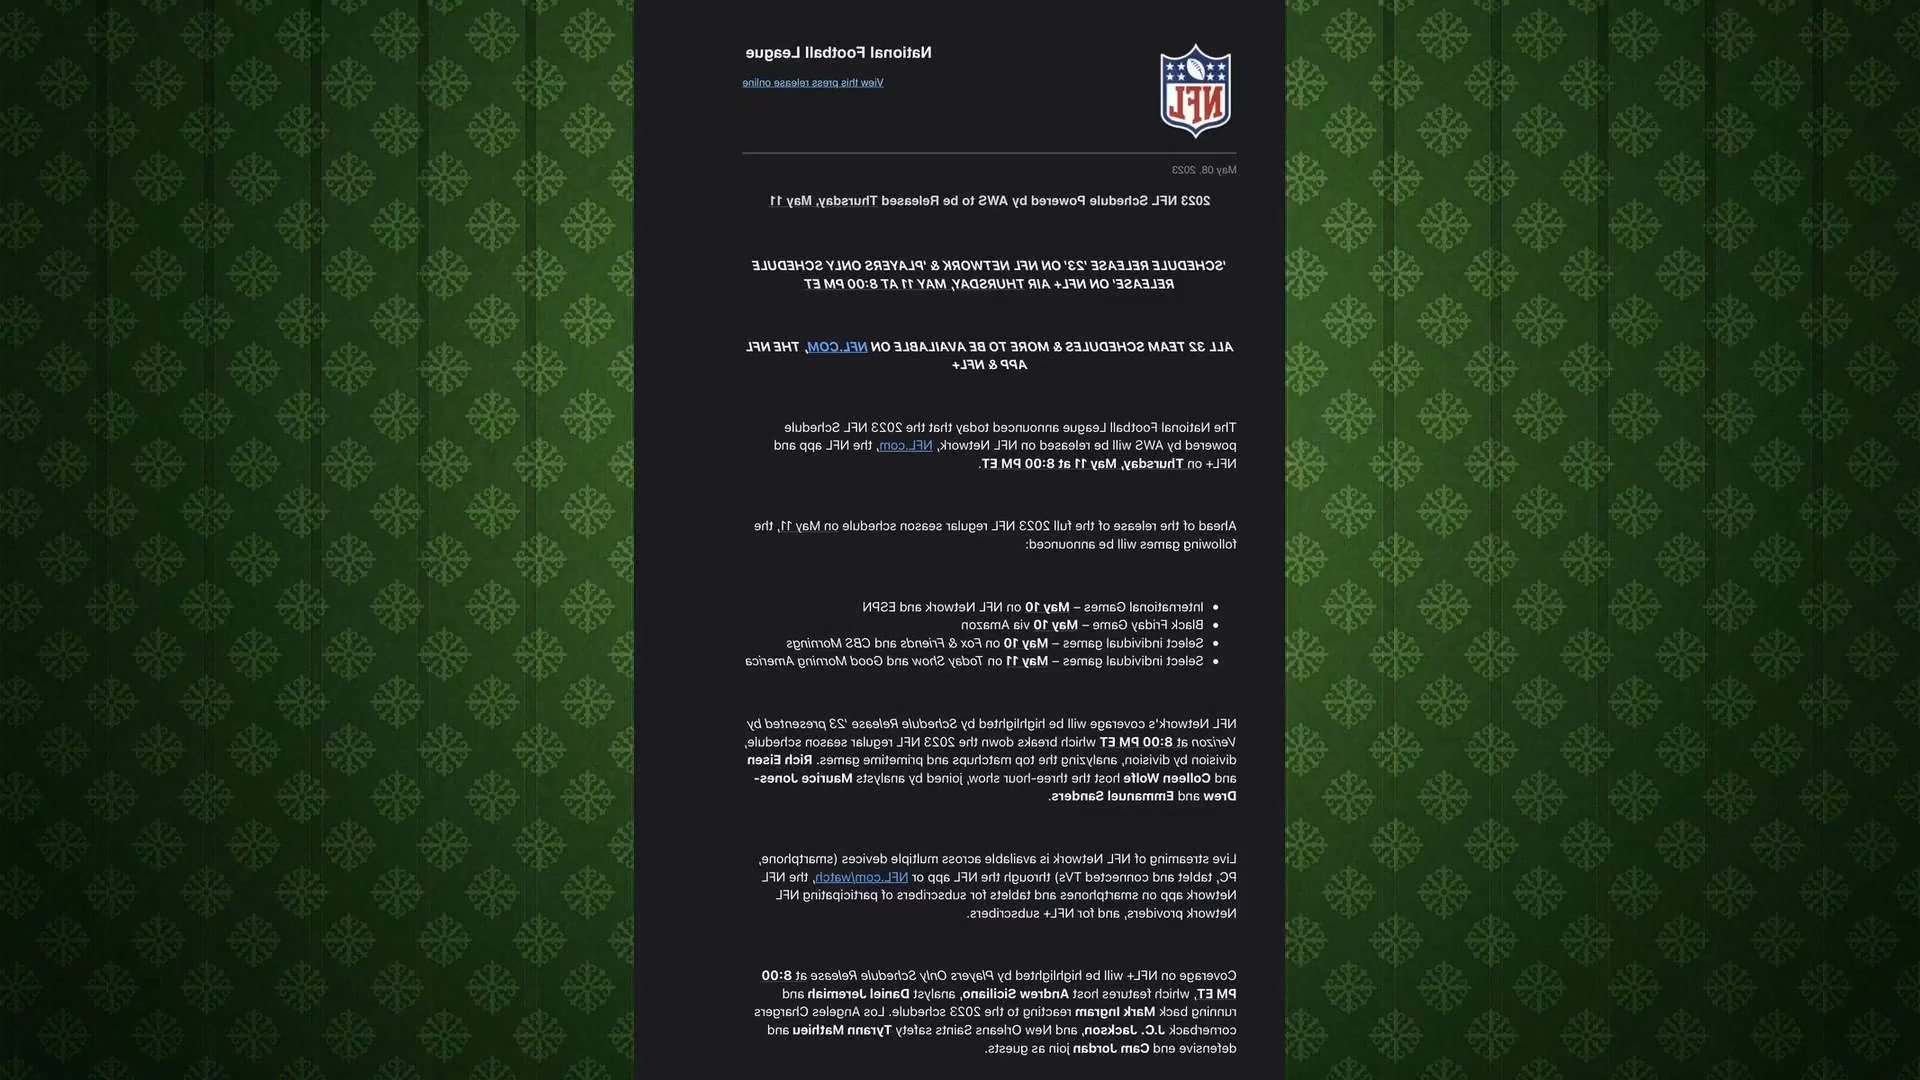 National Football League
NFL
View this press release online
May 08, 2023
2023 NFL Schedule Powered by AWS to be Released Thursday, May 11
'SCHEDULE RELEASE '23' ON NFL NETWORK & 'PLAYERS ONLY SCHEDULE
RELEASE' ON NFL+ AIR THURSDAY, MAY 11 AT 8:00 PM ET
ALL 32 TEAM SCHEDULES & MORE TO BE AVAILABLE ON NFL.COM, THE NFL
APP & NFL+
The National Football League announced today that the 2023 NFL Schedule
powered by AWS will be released on NFL Network, NFL.com, the NFL app and
NFL+ on Thursday, May 11 at 8:00 PM ET.
Ahead of the release of the full 2023 NFL regular season schedule on May 11, the
following games will be announced:
• International Games – May 10 on NFL Network and ESPN
• Black Friday Game – May 10 via Amazon
• Select individual games – May 10 on Fox & Friends and CBS Mornings
• Select individual games – May 11 on Today Show and Good Morning America
NFL Network's coverage will be highlighted by Schedule Release '23 presented by
Verizon at 8:00 PM ET which breaks down the 2023 NFL regular season schedule,
division by division, analyzing the top matchups and primetime games. Rich Eisen
and Colleen Wolfe host the three-hour show, joined by analysts Maurice Jones-
Drew and Emmanuel Sanders.
Live streaming of NFL Network is available across multiple devices (smartphone,
PC, tablet and connected TVs) through the NFL app or NFL.com/watch, the NFL
Network app on smartphones and tablets for subscribers of participating NFL
Network providers, and for NFL+ subscribers.
Coverage on NFL+ will be highlighted by Players Only Schedule Release at 8:00
PM ET, which features host Andrew Siciliano, analyst Daniel Jeremiah and
running back Mark Ingram reacting to the 2023 schedule. Los Angeles Chargers
cornerback J.C. Jackson, and New Orleans Saints safety Tyrann Mathieu and
defensive end Cam Jordan join as guests.